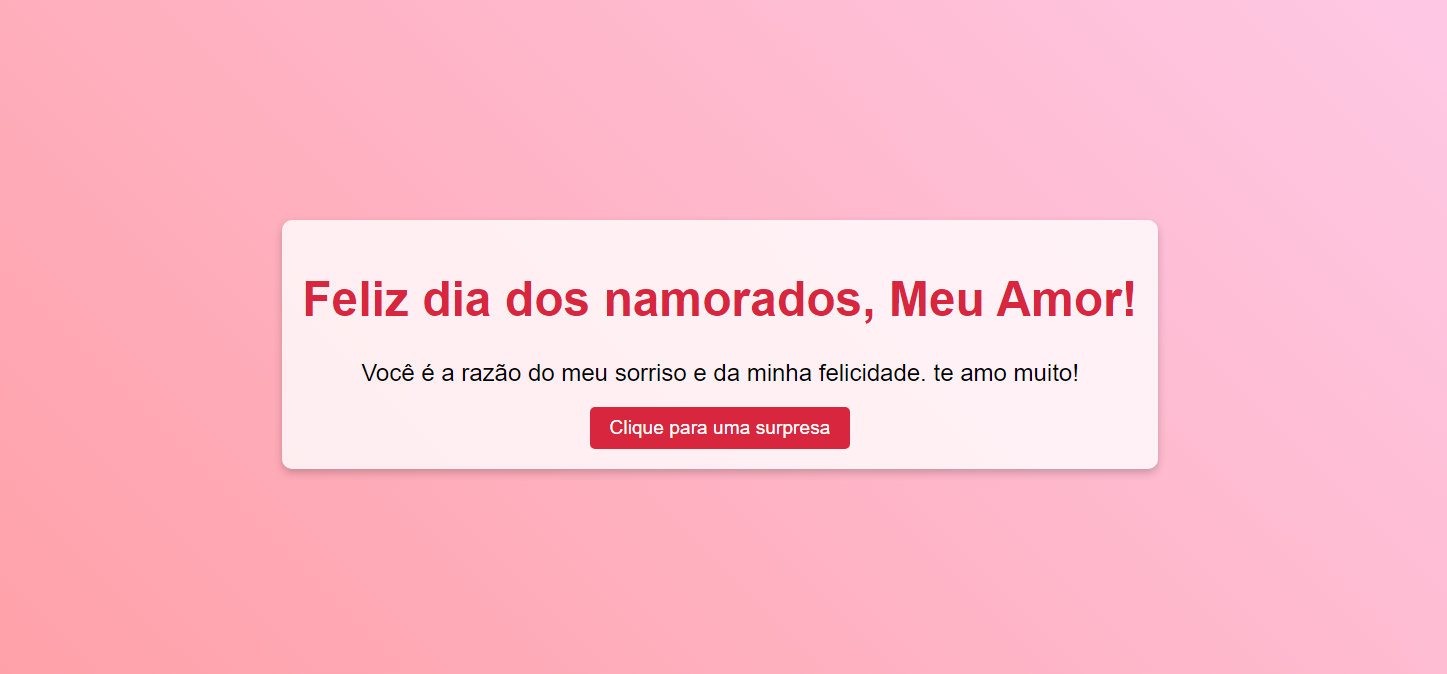 Feliz dia dos namorados, Meu Amor!
Você é a razão do meu sorriso e da minha felicidade. te amo muito!
Clique para uma surpresa